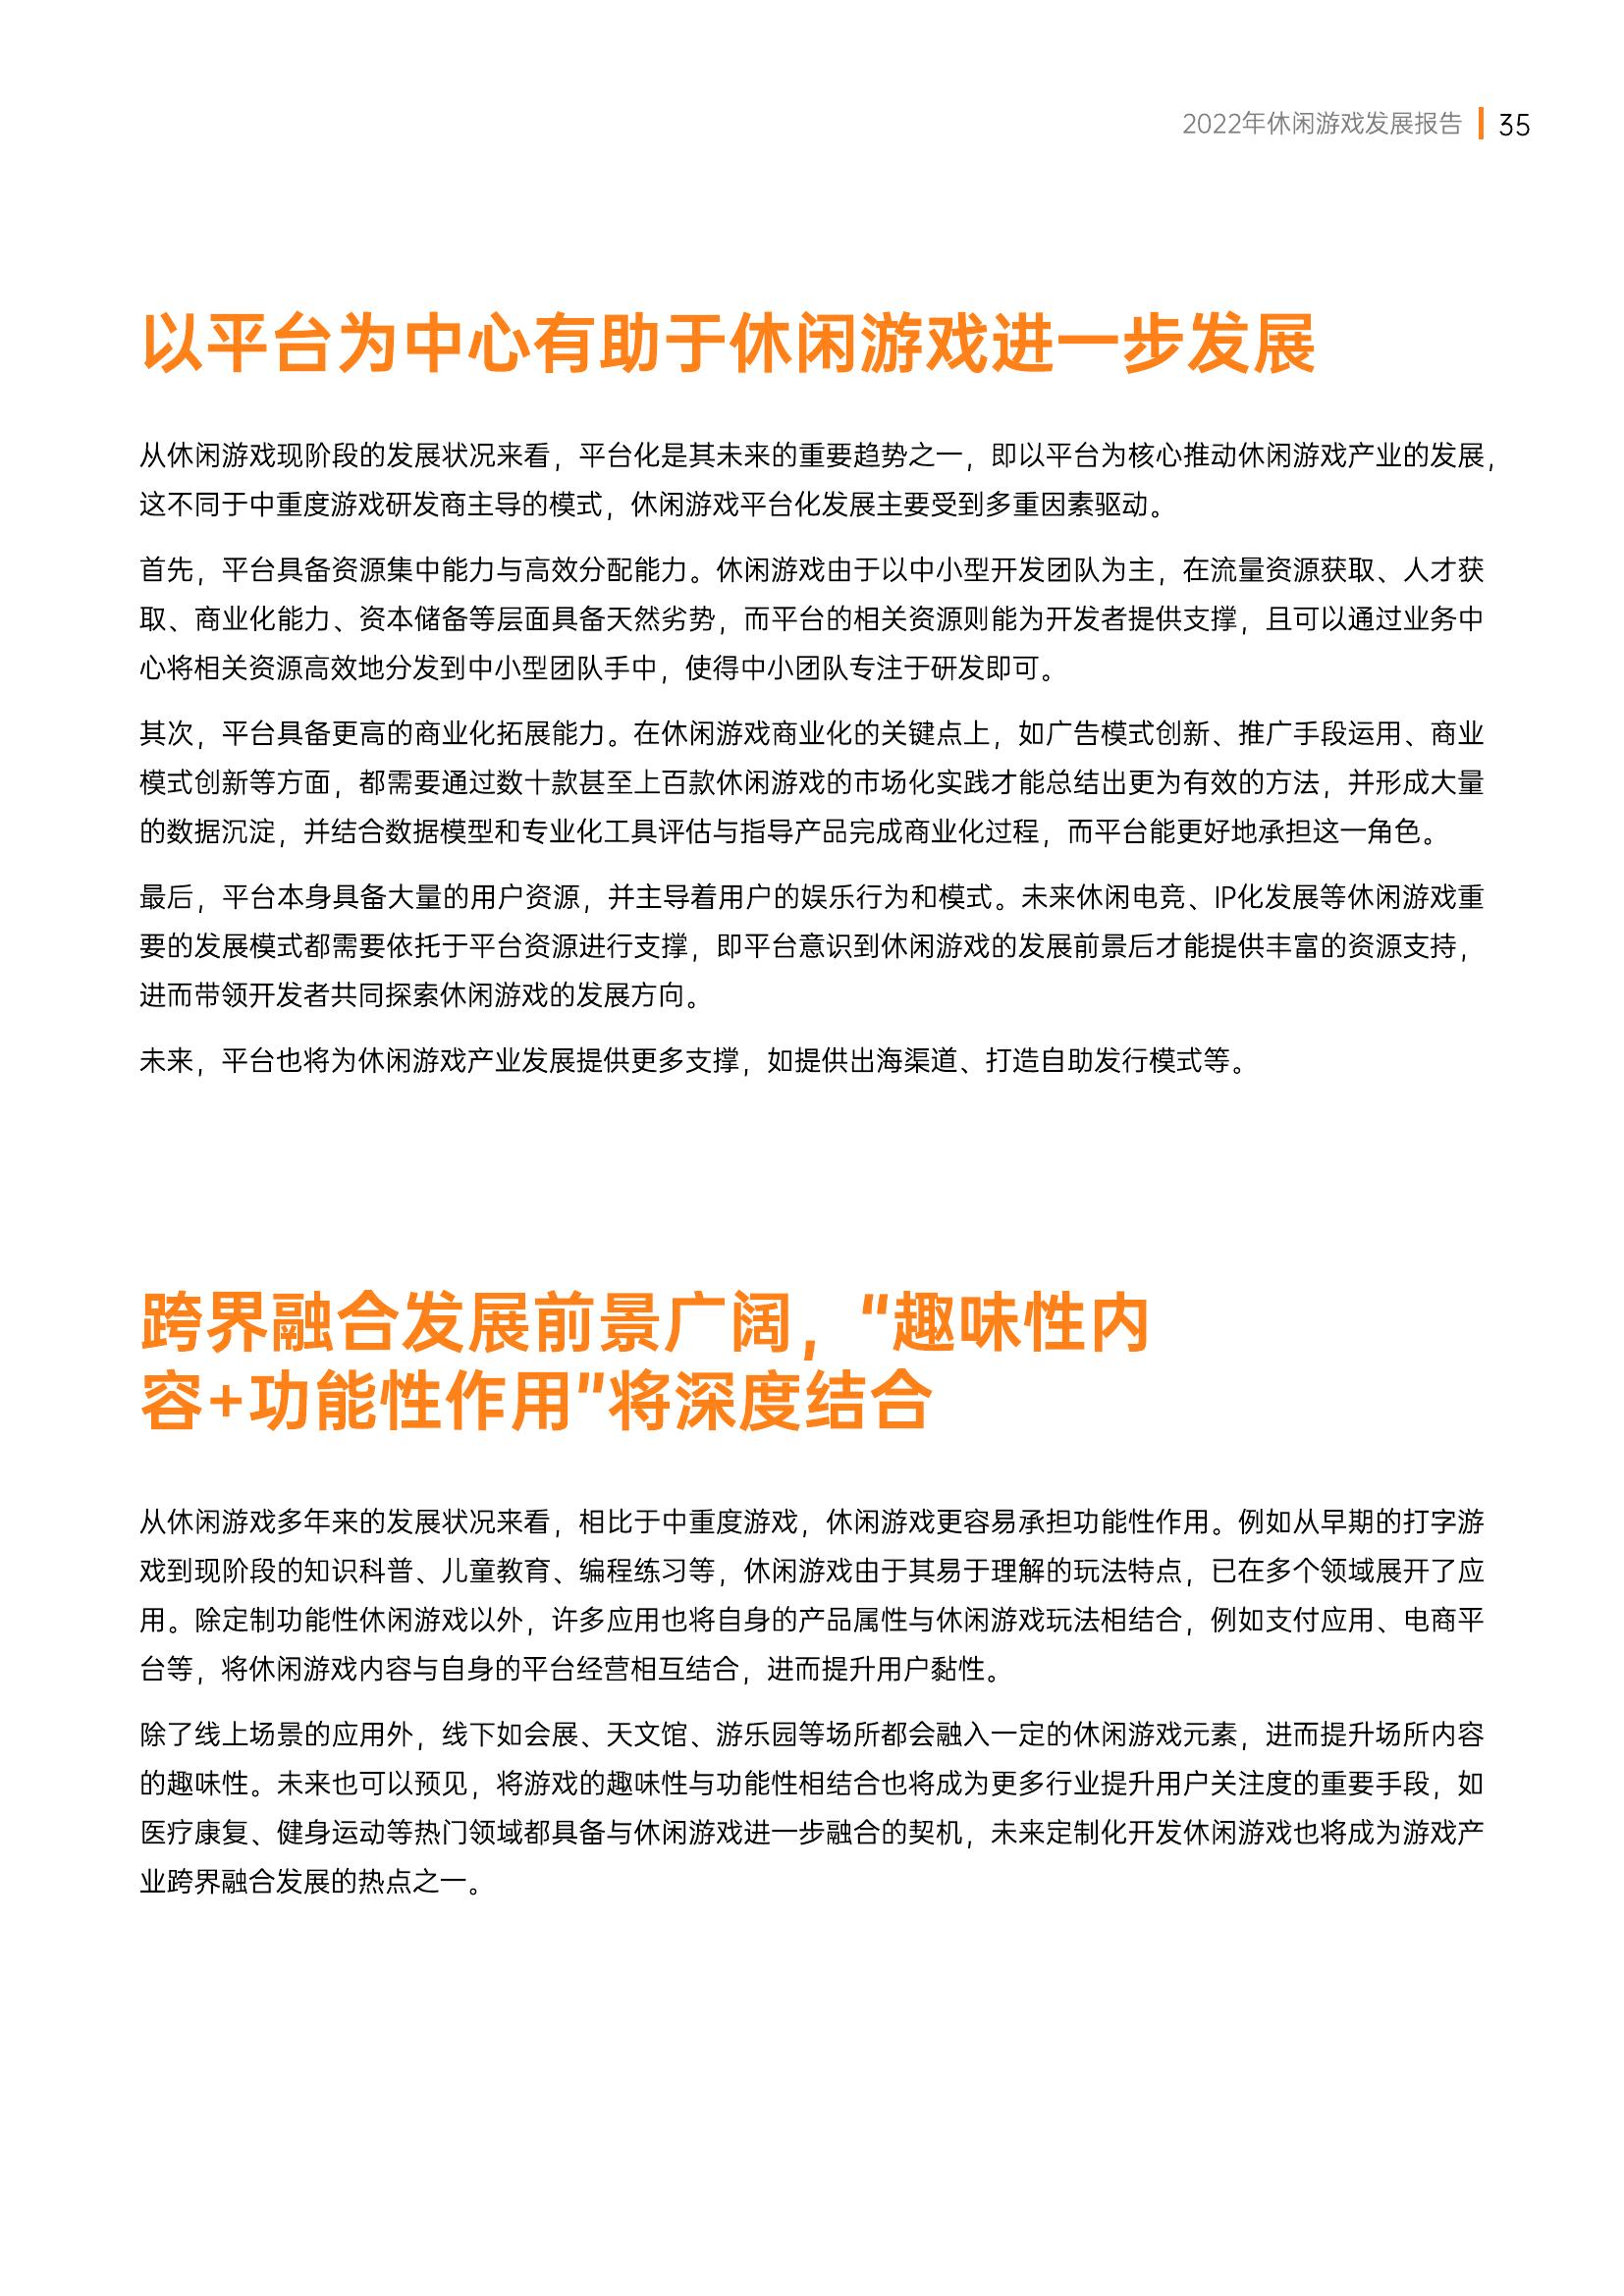 2022年休闲游戏发展报告 35
以平台为中心有助于休闲游戏进一步发展
从休闲游戏现阶段的发展状况来看，平台化是其未来的重要趋势之一，即以平台为核心推动休闲游戏产业的发展，
这不同于中重度游戏研发商主导的模式，休闲游戏平台化发展主要受到多重因素驱动。
首先，平台具备资源集中能力与高效分配能力。休闲游戏由于以中小型开发团队为主，在流量资源获取、人才获
取、商业化能力、资本储备等层面具备天然劣势，而平台的相关资源则能为开发者提供支撑，且可以通过业务中
心将相关资源高效地分发到中小型团队手中，使得中小团队专注于研发即可。
其次，平台具备更高的商业化拓展能力。在休闲游戏商业化的关键点上，如广告模式创新、推广手段运用、商业
模式创新等方面，都需要通过数十款甚至上百款休闲游戏的市场化实践才能总结出更为有效的方法，并形成大量
的数据沉淀，并结合数据模型和专业化工具评估与指导产品完成商业化过程，而平台能更好地承担这一角色。
最后，平台本身具备大量的用户资源，并主导着用户的娱乐行为和模式。未来休闲电竞、IP化发展等休闲游戏重
要的发展模式都需要依托于平台资源进行支撑，即平台意识到休闲游戏的发展前景后才能提供丰富的资源支持，
进而带领开发者共同探索休闲游戏的发展方向。
未来，平台也将为休闲游戏产业发展提供更多支撑，如提供出海渠道、打造自助发行模式等。
跨界融合发展前景广阔，"趣味性内
容+功能性作用"将深度结合
从休闲游戏多年来的发展状况来看，相比于中重度游戏，休闲游戏更容易承担功能性作用。例如从早期的打字游
戏到现阶段的知识科普、儿童教育、编程练习等，休闲游戏由于其易于理解的玩法特点，已在多个领域展开了应
用。除定制功能性休闲游戏以外，许多应用也将自身的产品属性与休闲游戏玩法相结合，例如支付应用、电商平
台等，将休闲游戏内容与自身的平台经营相互结合，进而提升用户黏性。
除了线上场景的应用外，线下如会展、天文馆、游乐园等场所都会融入一定的休闲游戏元素，进而提升场所内容
的趣味性。未来也可以预见，将游戏的趣味性与功能性相结合也将成为更多行业提升用户关注度的重要手段，如
医疗康复、健身运动等热门领域都具备与休闲游戏进一步融合的契机，未来定制化开发休闲游戏也将成为游戏产
业跨界融合发展的热点之一。